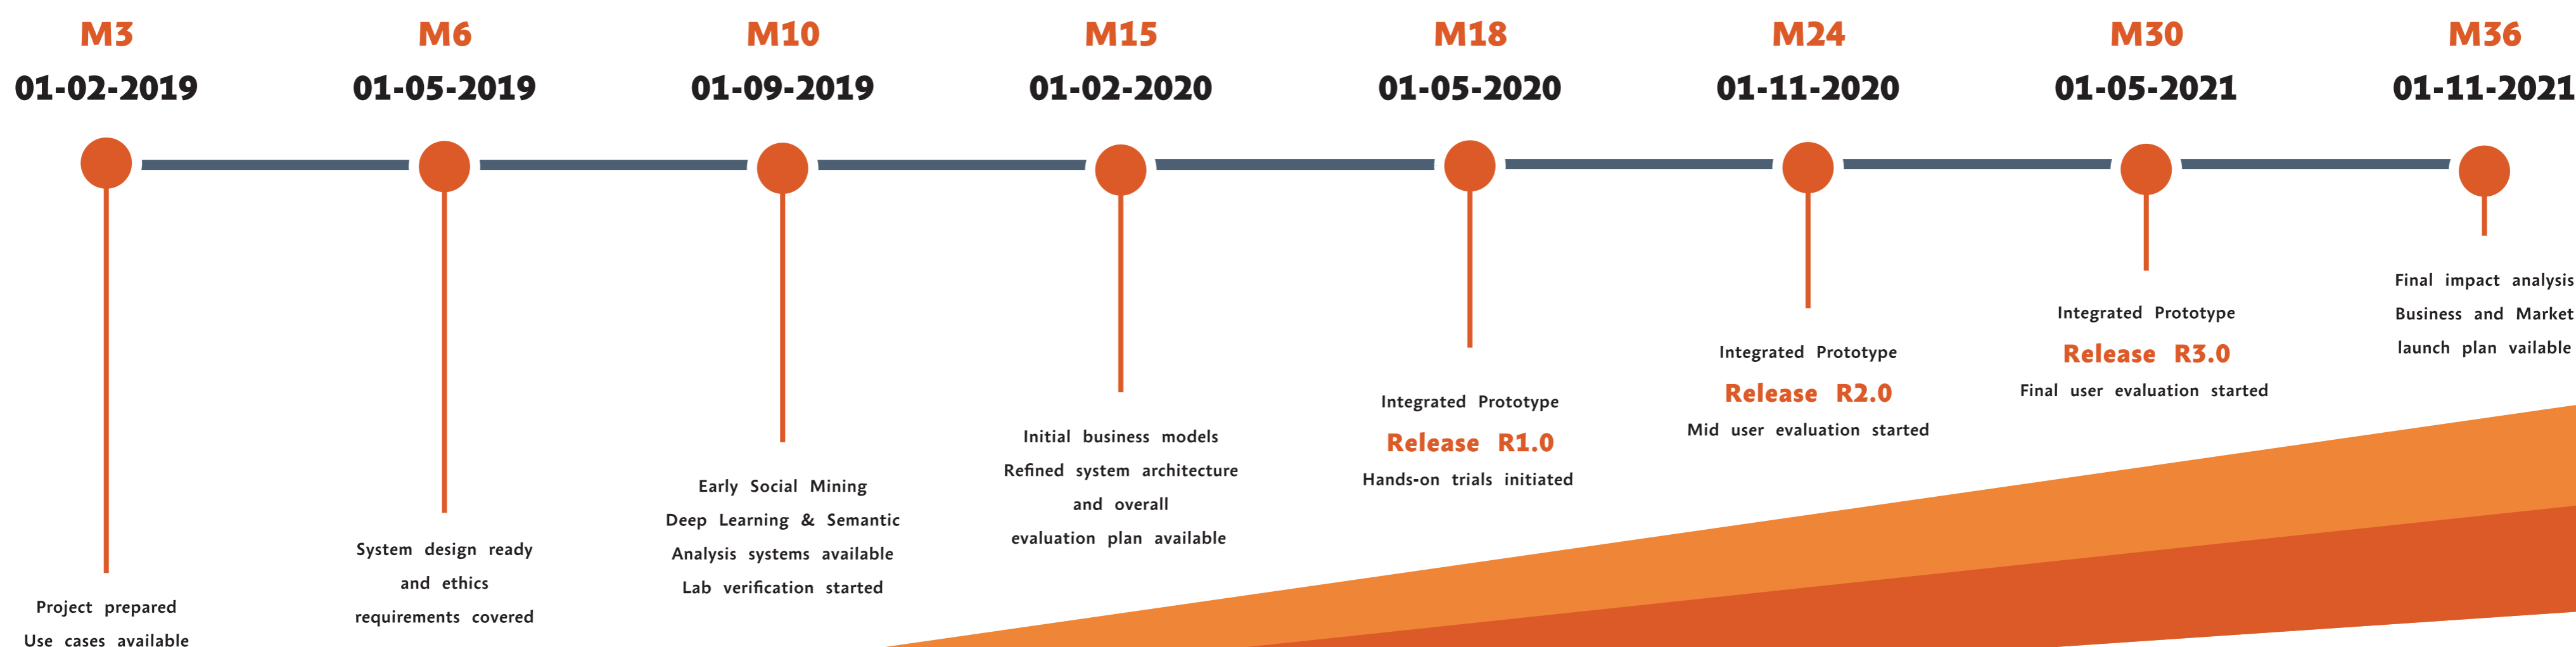 M3
01-02-2019
Project prepared
Use cases available
M6
01-05-2019
System design ready
and ethics
requirements covered
M10
01-09-2019
Early Social Mining
Deep Learning & Semantic
Analysis systems available
Lab verification started
M15
01-02-2020
Initial business models
Refined system architecture
and overall
evaluation plan available
M18
01-05-2020
Integrated Prototype
Release R1.0
Hands-on trials initiated
M24
01-11-2020
Integrated Prototype
Release R2.0
Mid user evaluation started
M30
01-05-2021
Integrated Prototype
Release R3.0
Final user evaluation started
M36
01-11-2021
Final impact analysis
Business and Market
launch plan vailable